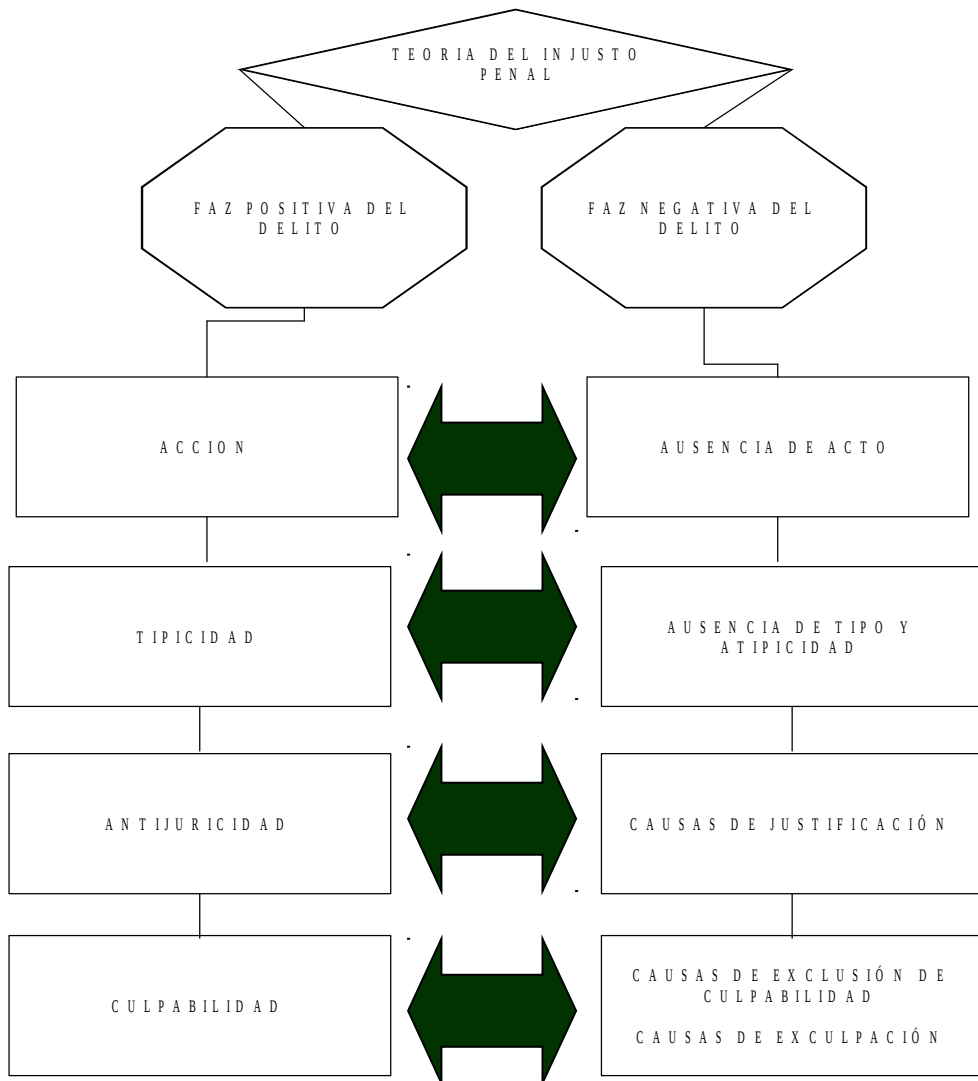 TEORIA DEL INJUSTO
PENAL
FAZ POSITIVA DEL
DELITO
FAZ NEGATIVA DEL
DELITO
ACCION
AUSENCIA DE ACTO
TIPICIDAD
AUSENCIA DE TIPO Y
ATIPICIDAD
ANTIJURICIDAD
CAUSAS DE JUSTIFICACIÓN
CULPABILIDAD
CAUSAS DE EXCLUSIÓN DE
CULPABILIDAD
CAUSAS DE EXCULPACIÓN